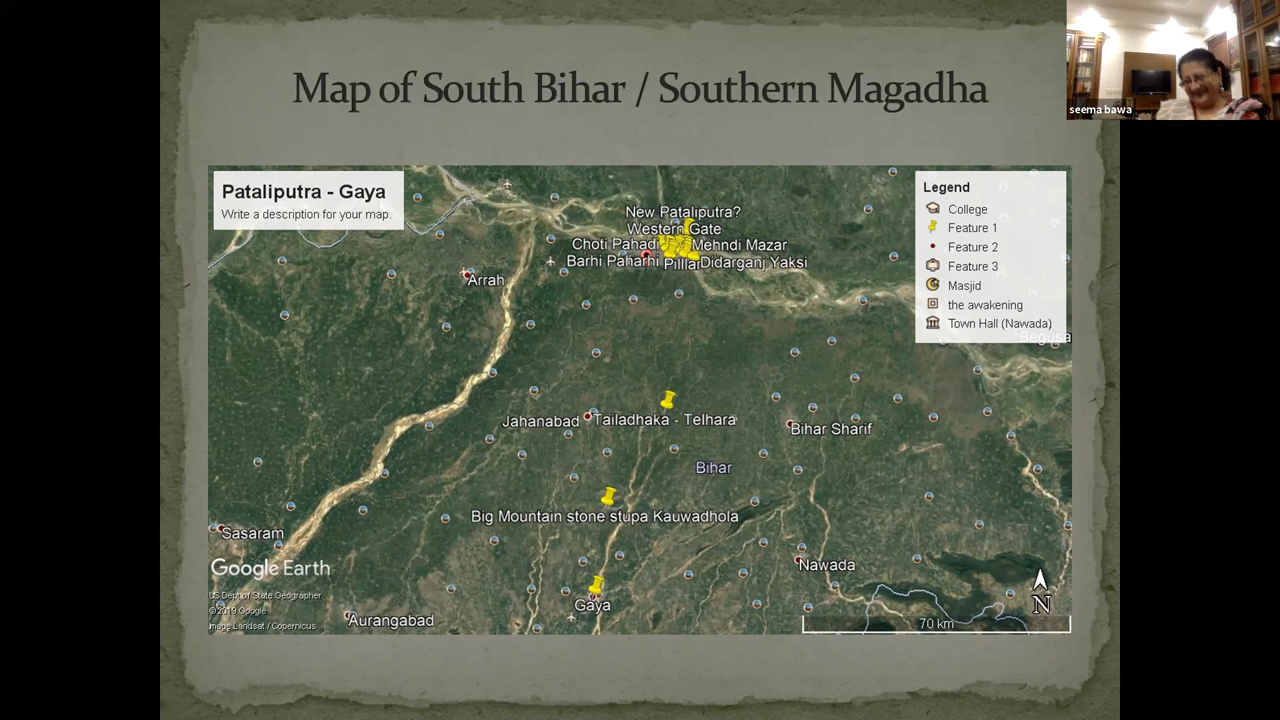 Map of South Bihar / Southern Magadha
seema bawa
Pataliputra - Gaya
Write a description for your map.
Legend
College
Feature 1
Feature 2
Feature 3
Masjid
the awakening
Town Hall (Nawada)
New Pataliputra?
Western Gate
Choti Pahadi
Mehndi Mazar
Barhi Paharhi
Pilllar
Didarganj Yaksi
Arrah
Jahanabad
Tailadhaka - Telhara
Bihar Sharif
Bihar
Big Mountain stone stupa Kauwadhola
Sasaram
Nawada
Google Earth
US Dept of State Geographer
© 2019 Google
Image Landsat / Copernicus
Gaya
Aurangabad
N
70 km